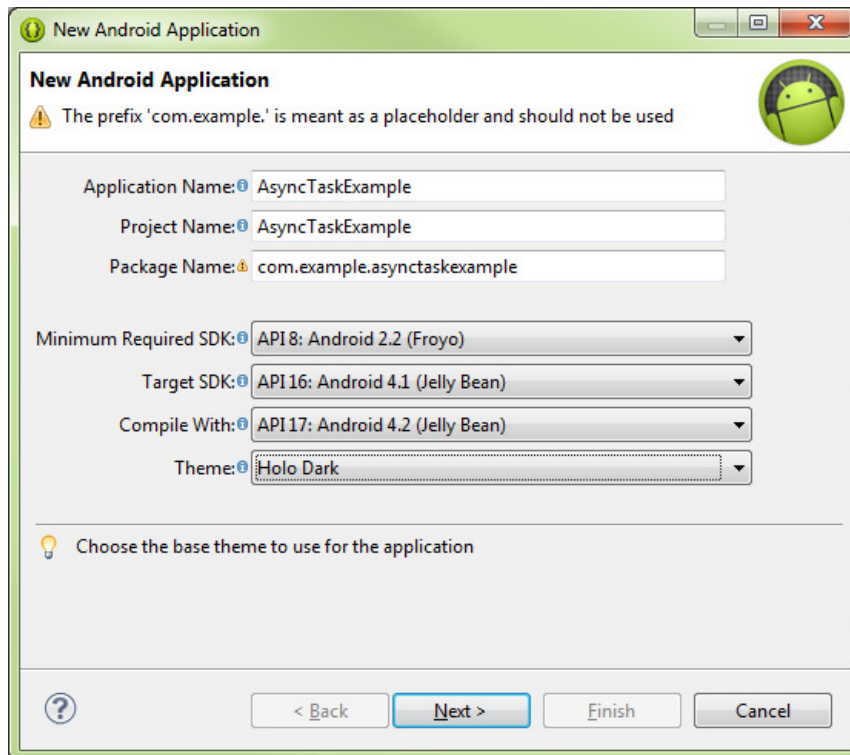 New Android Application
New Android Application
The prefix 'com.example.' is meant as a placeholder and should not be used
Application Name: AsyncTaskExample
Project Name: AsyncTaskExample
Package Name: com.example.asynctaskexample
Minimum Required SDK: API 8: Android 2.2 (Froyo)
Target SDK: API 16: Android 4.1 (Jelly Bean)
Compile With: API 17: Android 4.2 (Jelly Bean)
Theme: Holo Dark
Choose the base theme to use for the application
< Back Next > Finish Cancel